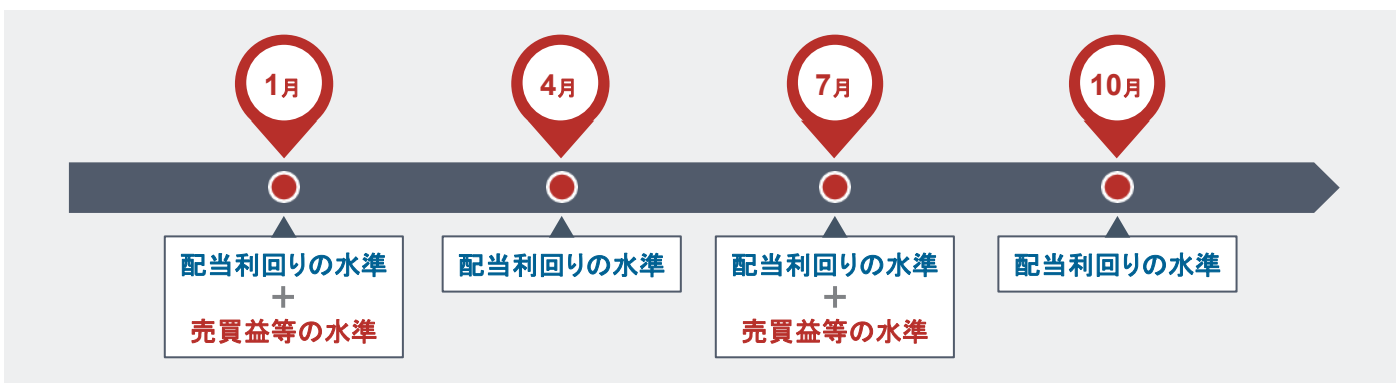 1月
4月
7月
10月
配当利回りの水準
+
売買益等の水準
配当利回りの水準
配当利回りの水準
+
売買益等の水準
配当利回りの水準